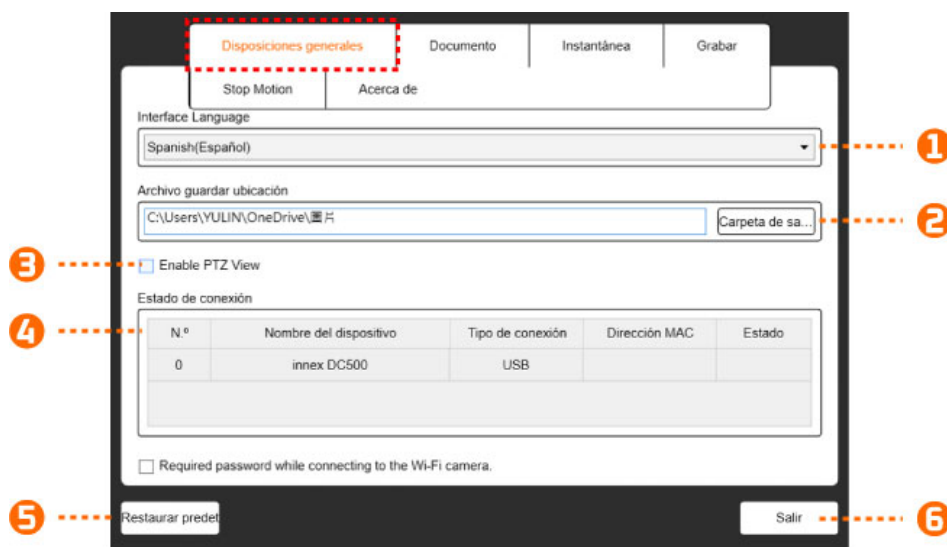 Disposiciones generales Documento Instantánea Grabar
Stop Motion Acerca de
Interface Language
Spanish(Español)
1
Archivo guardar ubicación
C:\Users\YULIN\OneDrive\圖片 Carpeta de sa...
2
3 Enable PTZ View
Estado de conexión
4 N.º Nombre del dispositivo Tipo de conexión Dirección MAC Estado
0 innex DC500 USB
Required password while connecting to the Wi-Fi camera.
5 Restaurar predet Salir 6